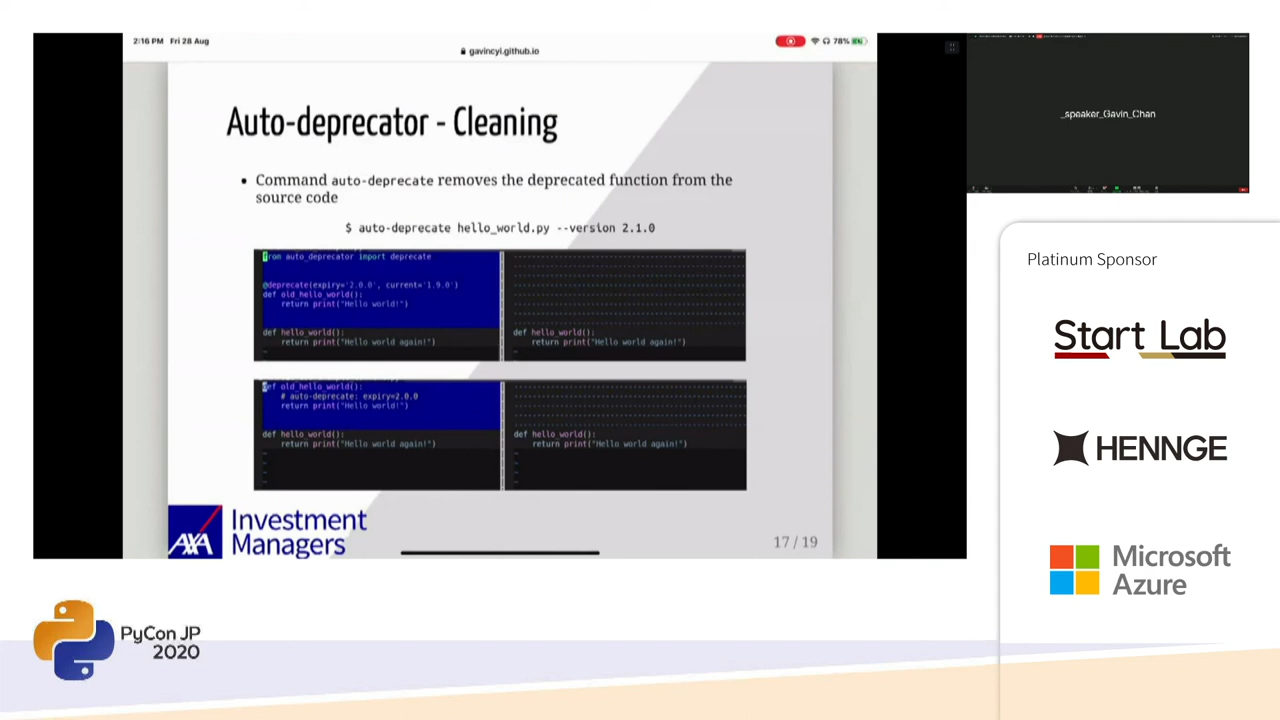 2:16 PM Fri 28 Aug
gavincyi.github.io
78%
Auto-deprecator - Cleaning
• Command auto-deprecate removes the deprecated function from the
source code
$ auto-deprecate hello_world.py --version 2.1.0
from auto_deprecator import deprecate
@deprecate(expiry='2.0.0', current='1.9.0')
def old_hello_world():
return print("Hello world!")
def hello_world():
return print("Hello world again!")
def hello_world():
return print("Hello world again!")
def old_hello_world():
# auto-deprecate: expiry=2.0.0
return print("Hello world!")
def hello_world():
return print("Hello world again!")
def hello_world():
return print("Hello world again!")
AXA
Investment
Managers
17 / 19
_speaker_Gavin_Chan
Platinum Sponsor
Start Lab
HENNGE
Microsoft
Azure
PyCon JP
2020